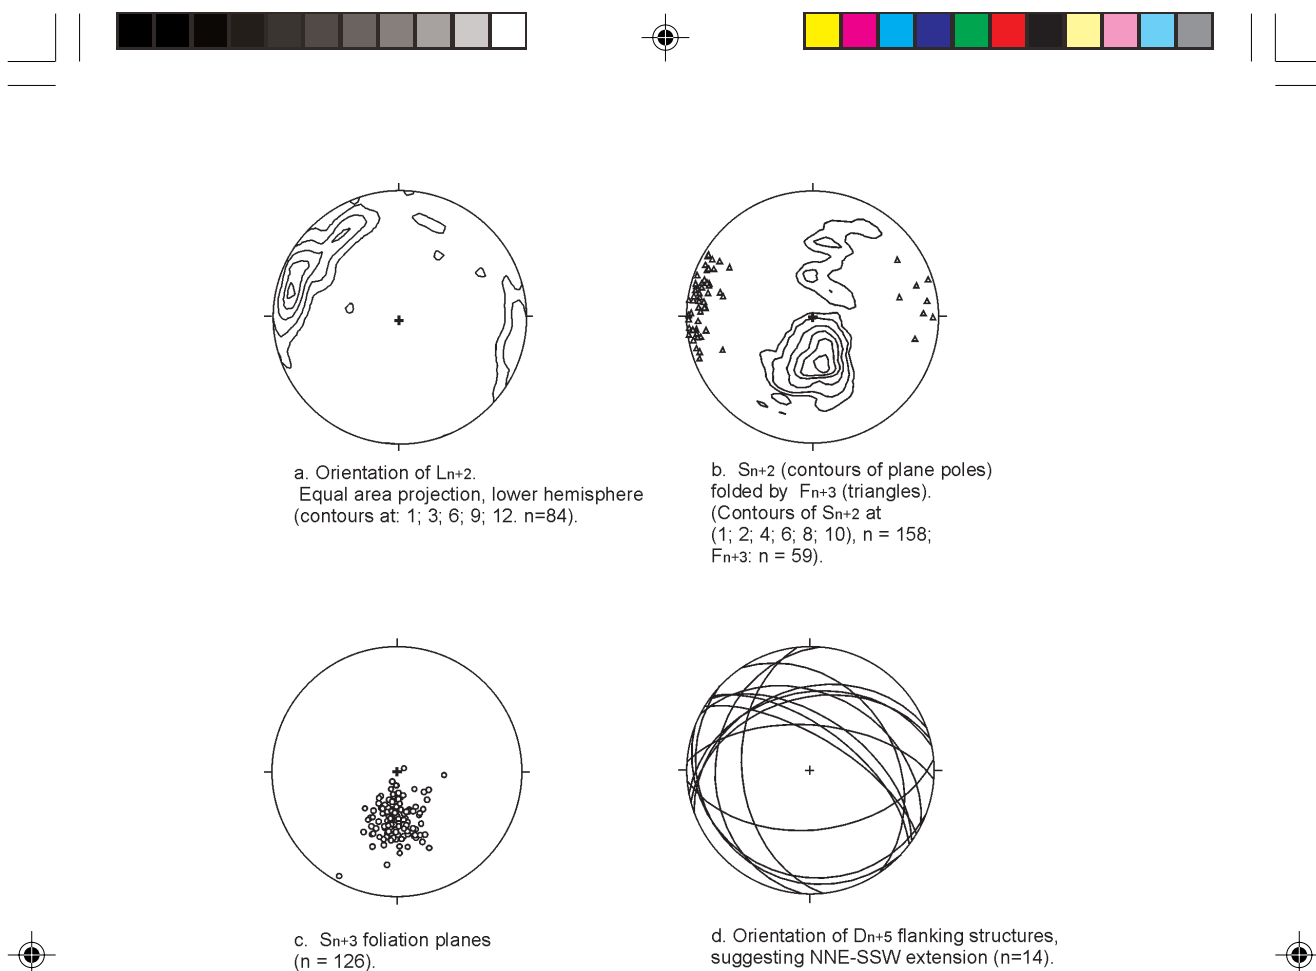 a. Orientation of Ln+2.
Equal area projection, lower hemisphere
(contours at: 1; 3; 6; 9; 12. n=84).
b. Sn+2 (contours of plane poles)
folded by Fn+3 (triangles).
(Contours of Sn+2 at
(1; 2; 4; 6; 8; 10), n = 158;
Fn+3: n = 59).
c. Sn+3 foliation planes
(n = 126).
d. Orientation of Dn+5 flanking structures,
suggesting NNE-SSW extension (n=14).